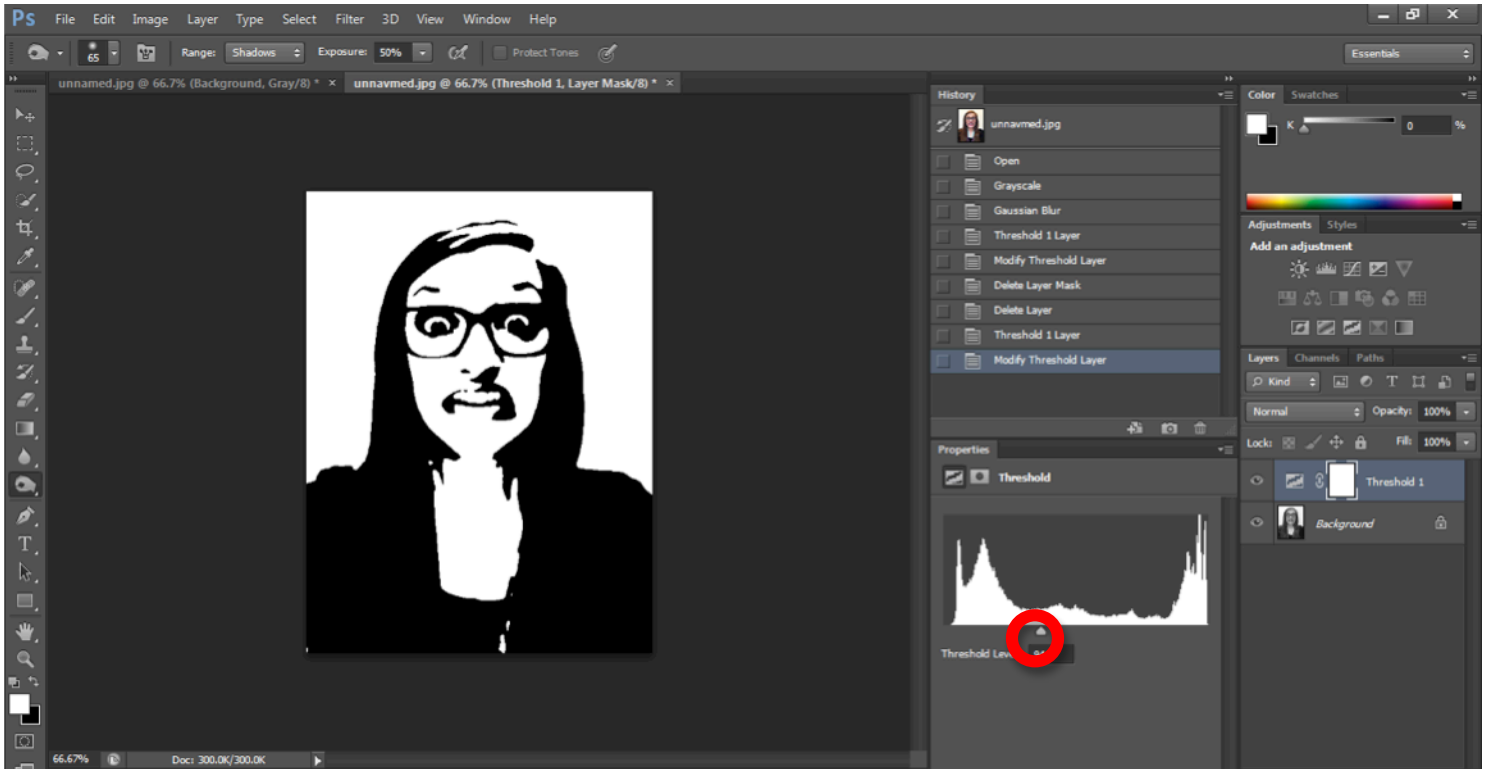 Ps File Edit Image Layer Type Select Filter 3D View Window Help
65 Range: Shadows Exposure: 50% Protect Tones Essentials
unnamed.jpg @ 66.7% (Background, Gray/8) * × unnavmed.jpg @ 66.7% (Threshold 1, Layer Mask/8) * ×
History
unnavmed.jpg
Open
Grayscale
Gaussian Blur
Threshold 1 Layer
Modify Threshold Layer
Delete Layer Mask
Delete Layer
Threshold 1 Layer
Modify Threshold Layer
Properties
Threshold
Threshold
Color Swatches
K 0 %
Adjustments Styles
Add an adjustment
Layers Channels Paths
Kind
Normal Opacity: 100%
Lock: Fill: 100%
Threshold 1
Background
66.67% Doc: 300.0K/300.0K